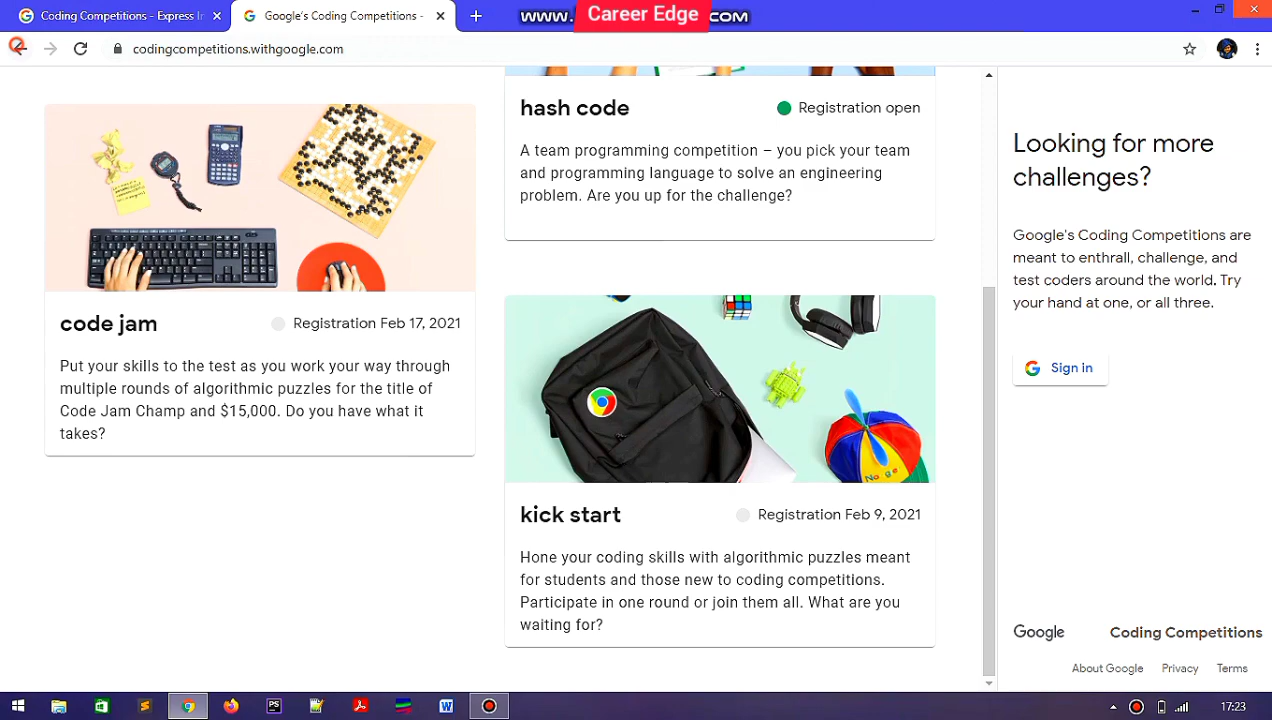 Coding Competitions - Express In
Google's Coding Competitions -
www.
Career Edge
COM
codingcompetitions.withgoogle.com
hash code
Registration open
A team programming competition – you pick your team
and programming language to solve an engineering
problem. Are you up for the challenge?
code jam
Registration Feb 17, 2021
Put your skills to the test as you work your way through
multiple rounds of algorithmic puzzles for the title of
Code Jam Champ and $15,000. Do you have what it
takes?
kick start
Registration Feb 9, 2021
Hone your coding skills with algorithmic puzzles meant
for students and those new to coding competitions.
Participate in one round or join them all. What are you
waiting for?
Looking for more
challenges?
Google's Coding Competitions are
meant to enthrall, challenge, and
test coders around the world. Try
your hand at one, or all three.
Sign in
Google
Coding Competitions
About Google
Privacy
Terms
PS
W
17:23